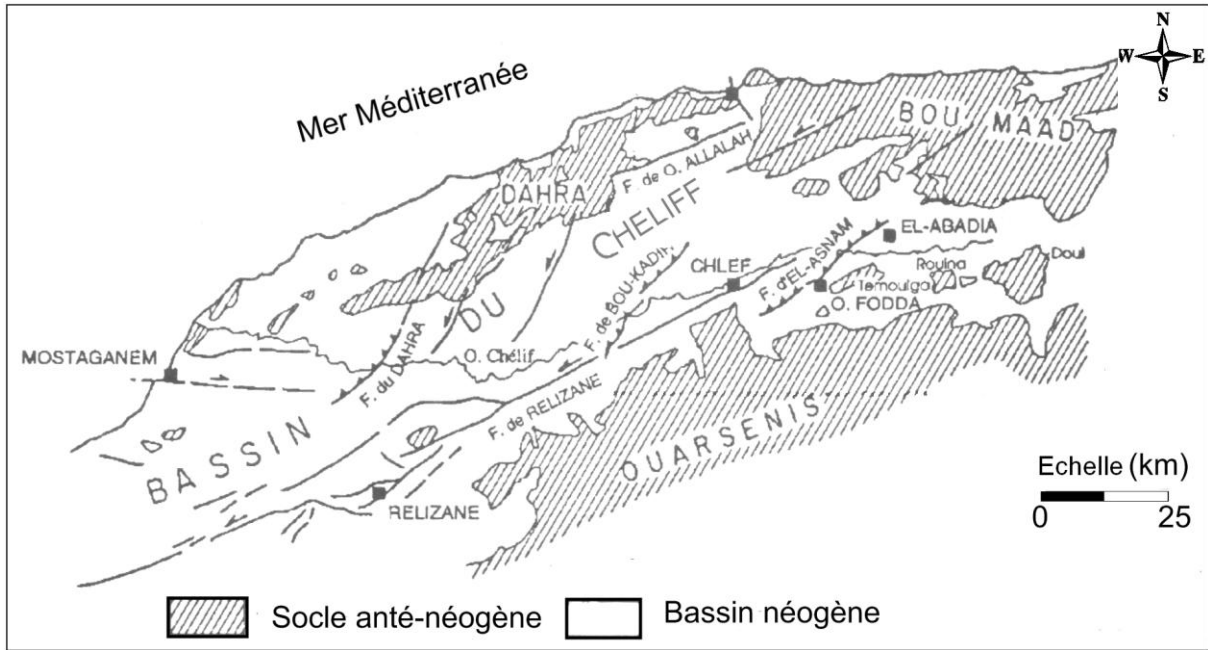 N
W E
S
Mer Méditerranée
BOU MAAD
F. de O. ALLALAH
DAHRA
CHELIFF
EL-ABADIA
F. d'EL-ASNAM
CHLEF
Rouina
Doui
Temoulga
O. FODDA
F. de BOU-KADIR
DU
O. Chélif
MOSTAGANEM
F. du DAHRA
F. de RELIZANE
BASSIN
OUARSENIS
RELIZANE
Echelle (km)
0 25
Socle anté-néogène
Bassin néogène